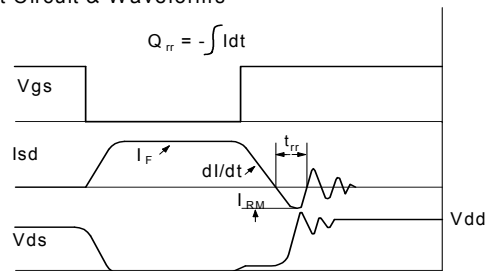 t Circuit & Waveforms
Q rr = - ∫ Idt
Vgs
Isd
I F
dI/dt
t rr
I RM
Vdd
Vds